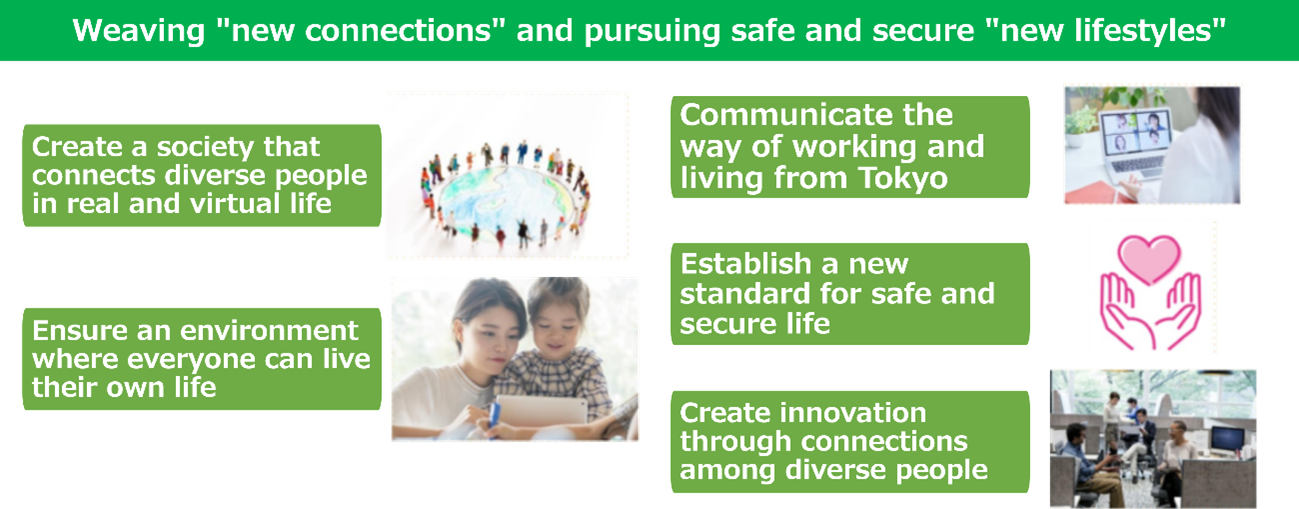 Weaving "new connections" and pursuing safe and secure "new lifestyles"
Create a society that
connects diverse people
in real and virtual life
Ensure an environment
where everyone can live
their own life
Communicate the
way of working and
living from Tokyo
Establish a new
standard for safe and
secure life
Create innovation
through connections
among diverse people